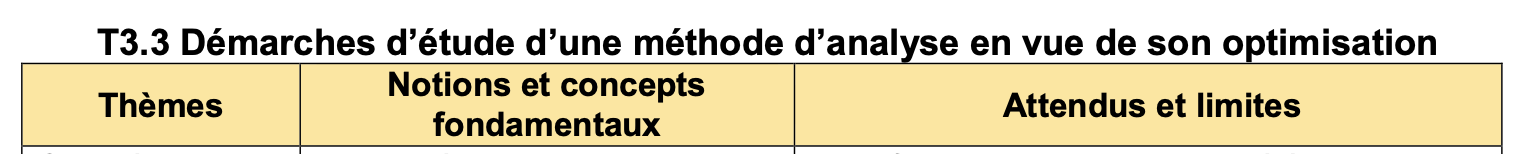 T3.3 Démarches d’étude d’une méthode d’analyse en vue de son optimisation
Thèmes
Notions et concepts
fondamentaux
Attendus et limites